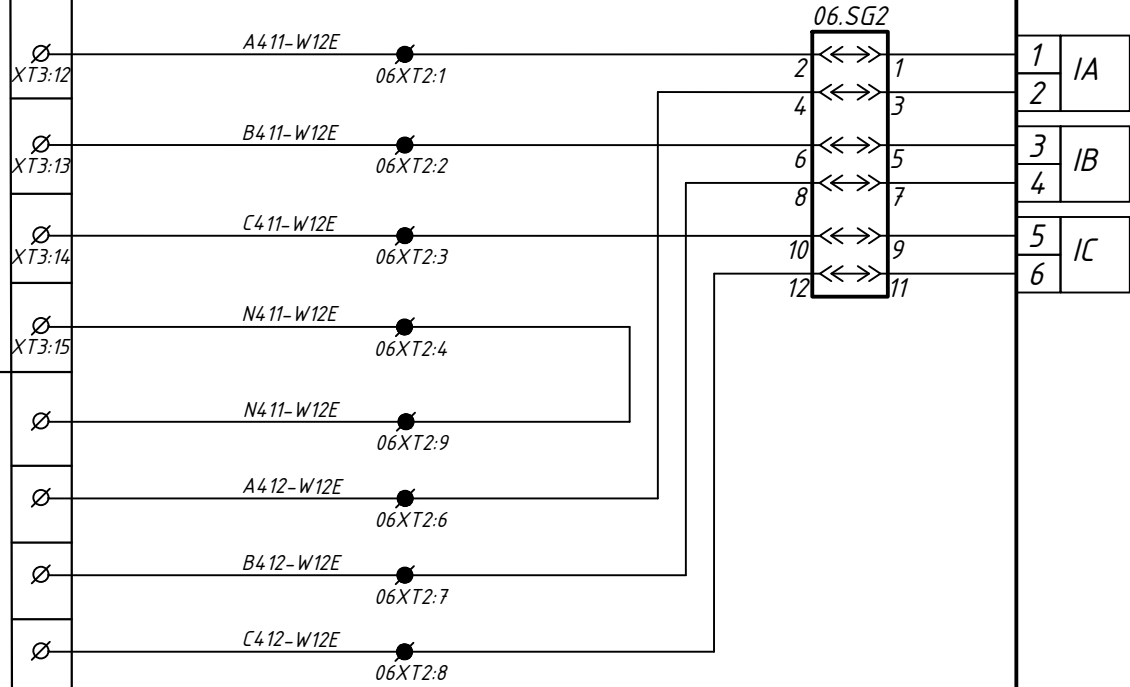 06.SG2
A411-W12E
XT3:12
06XT2:1
2
1
1
IA
4
3
2
B411-W12E
XT3:13
06XT2:2
6
5
3
IB
8
7
4
C411-W12E
XT3:14
06XT2:3
10
9
5
IC
12
11
6
N411-W12E
XT3:15
06XT2:4
N411-W12E
06XT2:9
A412-W12E
06XT2:6
B412-W12E
06XT2:7
C412-W12E
06XT2:8